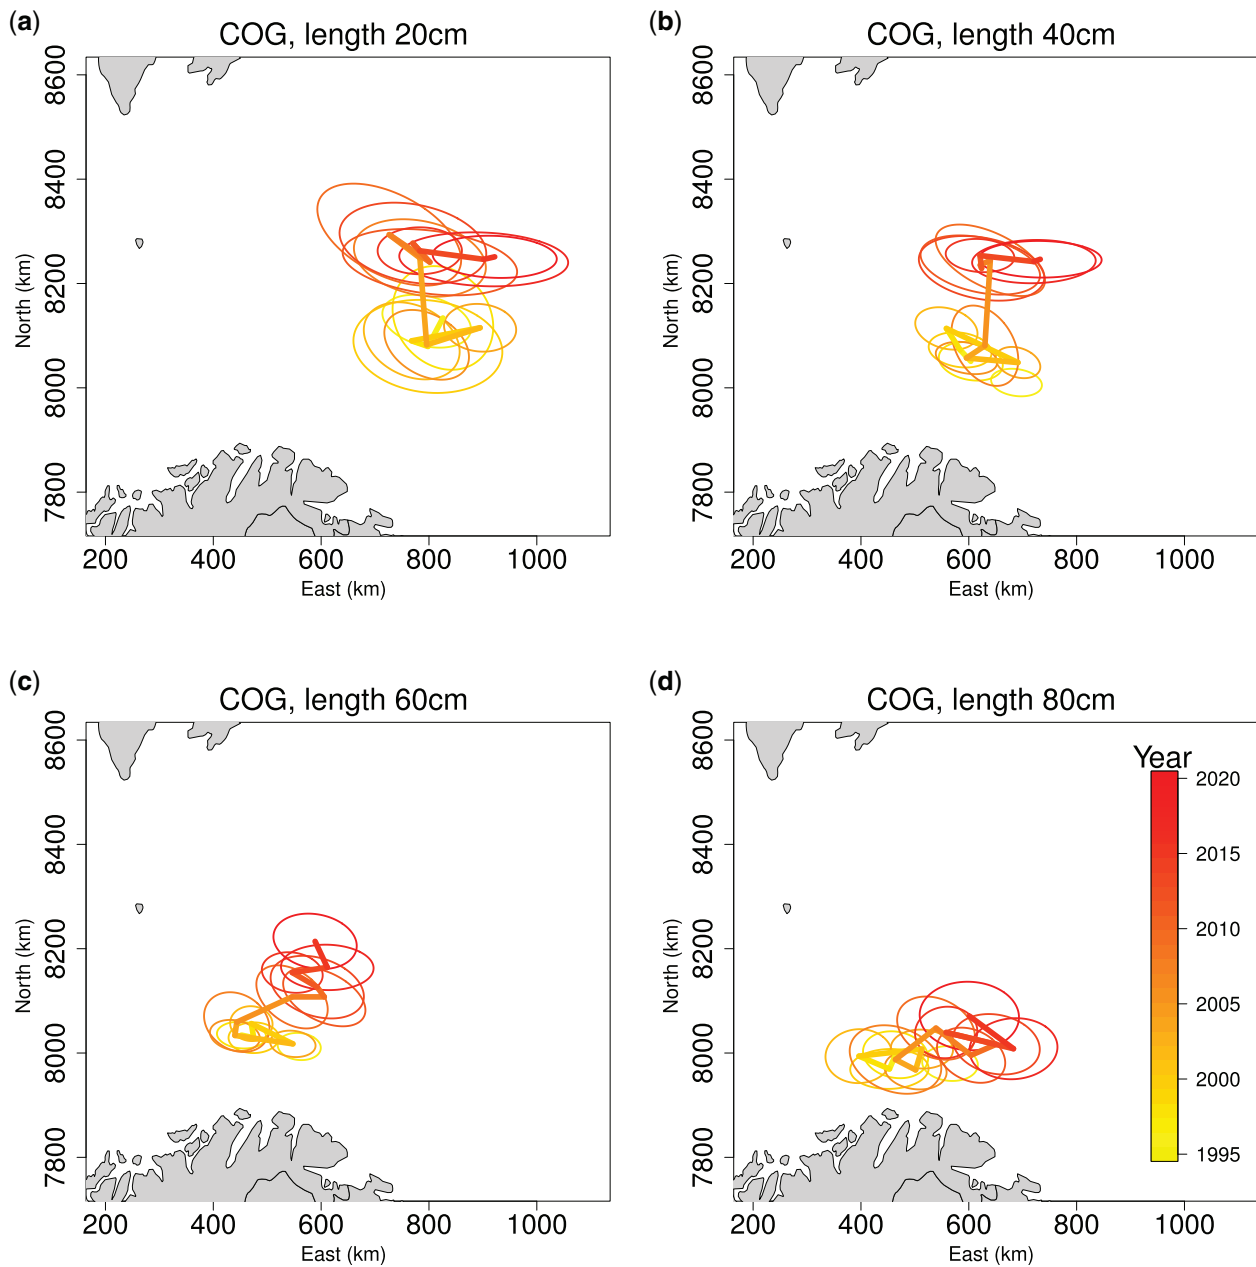 (a)
COG, length 20cm
8600
8400
8200
8000
7800
North (km)
200 400 600 800 1000
East (km)
(b)
COG, length 40cm
8600
8400
8200
8000
7800
North (km)
200 400 600 800 1000
East (km)
(c)
COG, length 60cm
8600
8400
8200
8000
7800
North (km)
200 400 600 800 1000
East (km)
(d)
COG, length 80cm
8600
8400
8200
8000
7800
North (km)
200 400 600 800 1000
East (km)
Year
2020
2015
2010
2005
2000
1995